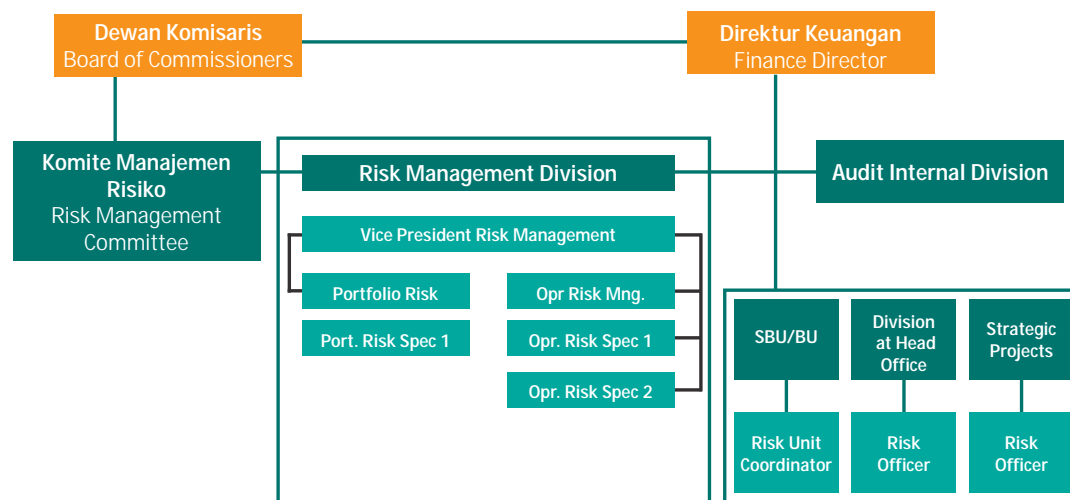 Dewan Komisaris
Board of Commissioners
Direktur Keuangan
Finance Director
Komite Manajemen
Risiko
Risk Management
Committee
Risk Management Division
Audit Internal Division
Vice President Risk Management
Portfolio Risk
Opr Risk Mng.
Port. Risk Spec 1
Opr. Risk Spec 1
Opr. Risk Spec 2
SBU/BU
Division
at Head
Office
Strategic
Projects
Risk Unit
Coordinator
Risk
Officer
Risk
Officer